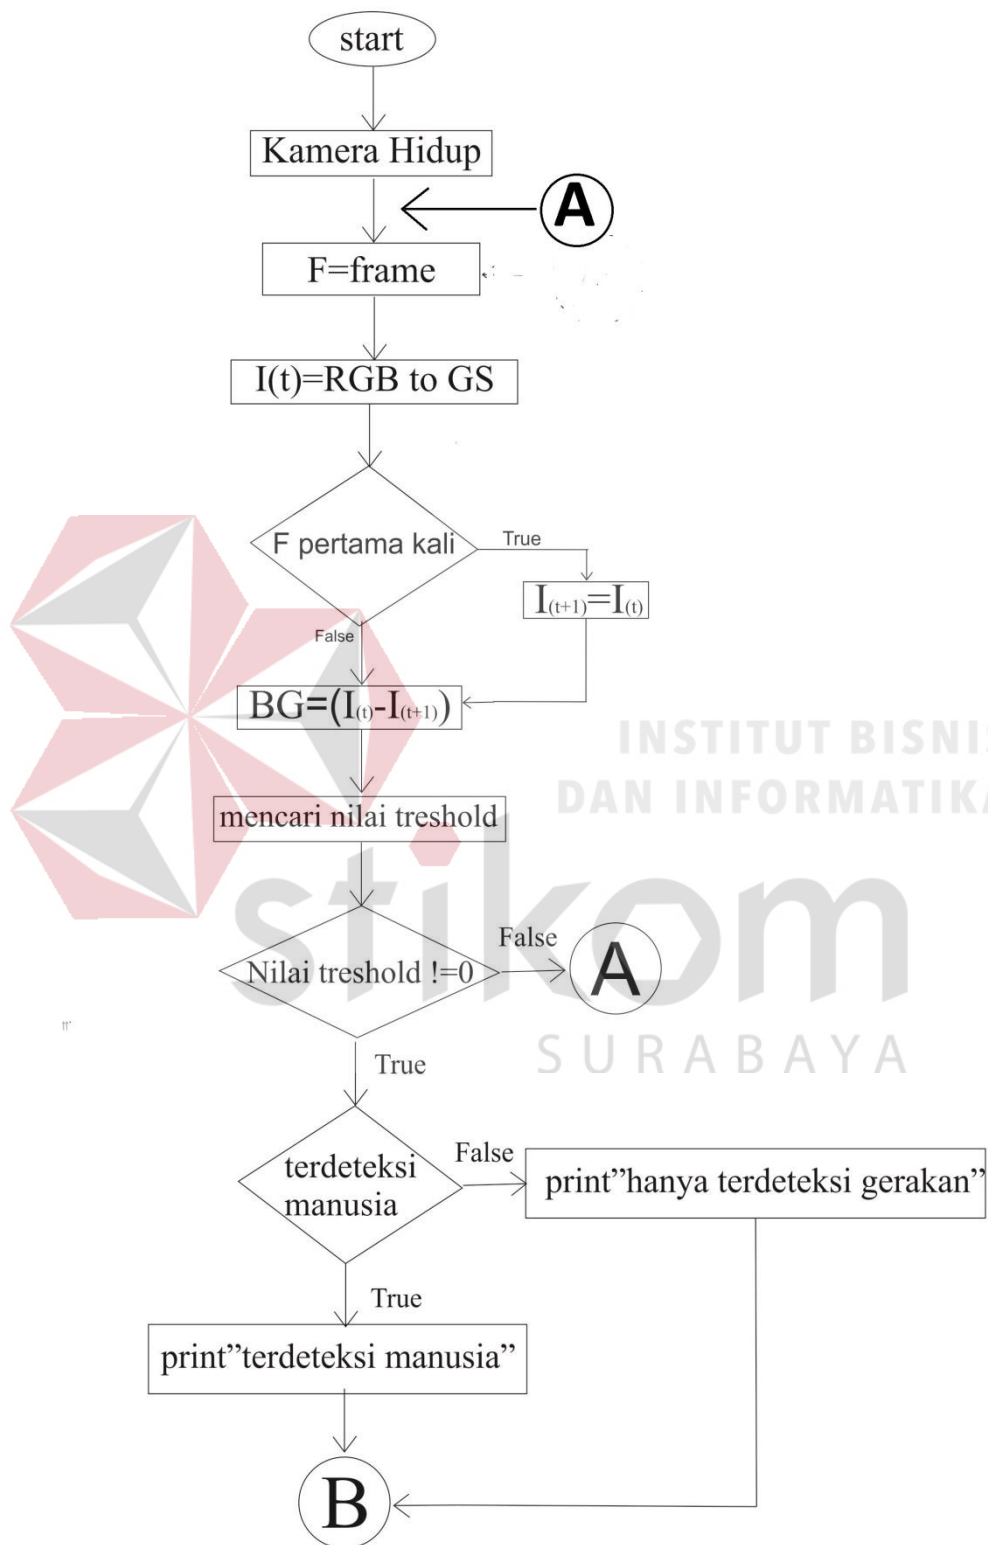 start
Kamera Hidup
A
F=frame
I(t)=RGB to GS
F pertama kali
True
I(t+1)=I(t)
False
BG=(I(t)-I(t+1))
INSTITUT BISNI
DAN INFORMATIKA
mencari nilai treshold
stikom
SURABAYA
Nilai treshold !=0
False
A
True
terdeteksi
manusia
False
print”hanya terdeteksi gerakan”
True
print”terdeteksi manusia”
B